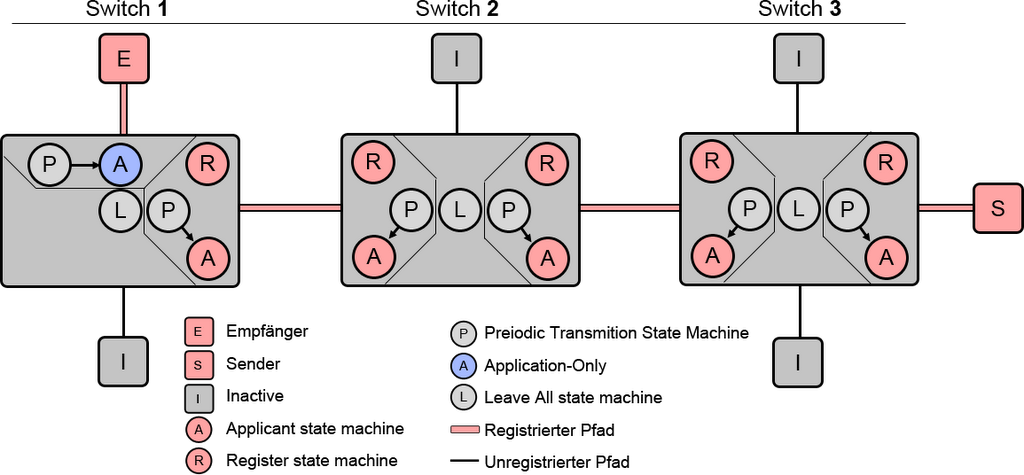 Switch 1 Switch 2 Switch 3
E I I
P A R R R R R
L P P L P P L P S
A A A A A
I I
E Empfänger
S Sender
I Inactive
A Applicant state machine
R Register state machine
P Preiodic Transmition State Machine
A Application-Only
L Leave All state machine
Registrierter Pfad
Unregistrierter Pfad